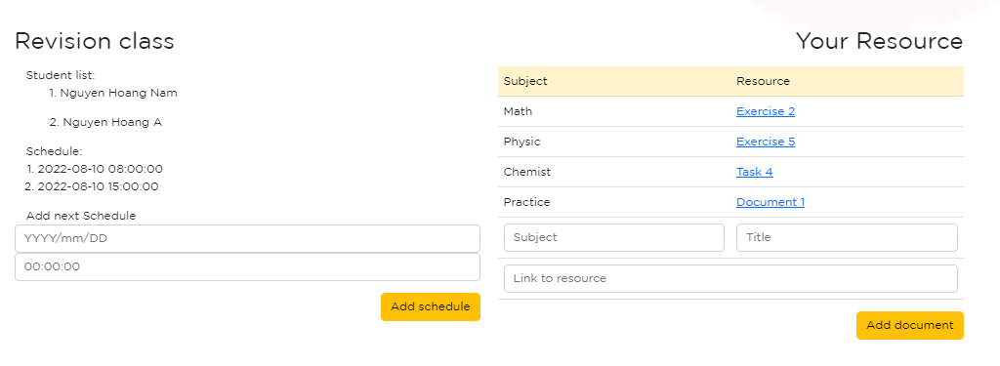 Revision class
Student list:
1. Nguyen Hoang Nam
2. Nguyen Hoang A
Schedule:
1. 2022-08-10 08:00:00
2. 2022-08-10 15:00:00
Add next Schedule
YYYY/mm/DD
00:00:00
Add schedule
Your Resource
Subject Resource
Math Exercise 2
Physic Exercise 5
Chemist Task 4
Practice Document 1
Subject Title
Link to resource
Add document